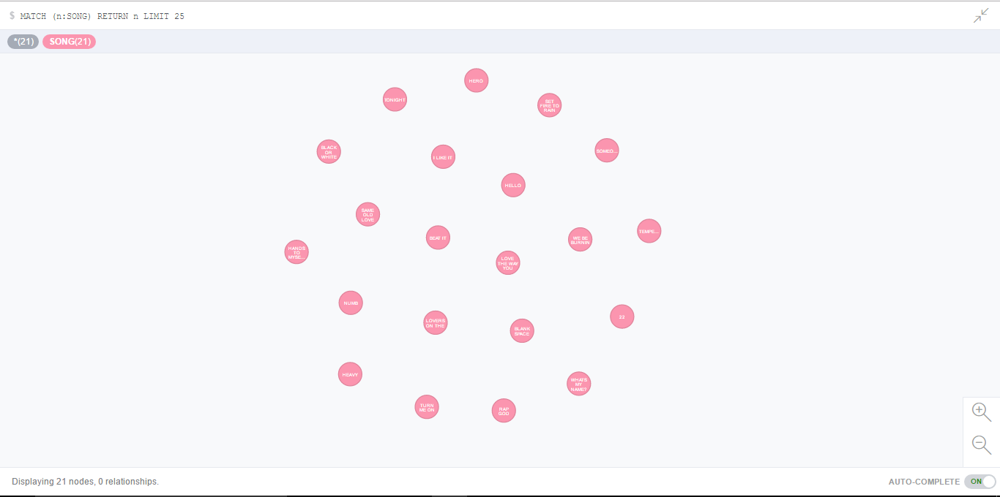 $ MATCH (n:SONG) RETURN n LIMIT 25
*(21) SONG(21)
HERO
TONIGHT
SET
FIRE TO
RAIN
BLACK
OR
WHITE
I LIKE IT
SOMEO...
HELLO
SAME
OLD
LOVE
BEAT IT
WE BE
BURNIN
TEMPE...
HANDS
TO
MYSE...
LOVE
THE WAY
YOU
NUMB
LOVERS
ON THE
BLANK
SPACE
22
HEAVY
WHATS
MY
NAME?
TURN
ME ON
RAP
GOD
Displaying 21 nodes, 0 relationships.
AUTO-COMPLETE ON